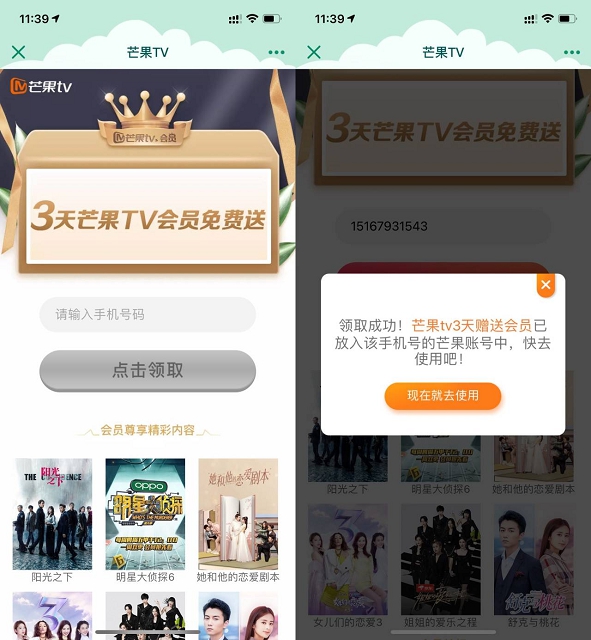 11:39
芒果TV
芒果tv
芒果tv会员
3天芒果TV会员免费送
请输入手机号码
点击领取
会员尊享精彩内容
THE
阳光之下
oppo
明星大侦探
WHO'S THE MURDERER
她和他的恋爱剧本
阳光之下
明星大侦探6
她和他的恋爱剧本
11:39
芒果TV
3天芒果TV会员免费送
15167931543
领取成功！芒果tv3天赠送会员已
放入该手机号的芒果账号中，快去
使用吧！
现在就去使用
阳光之下
明星大侦探6
她和他的恋爱剧本
女儿们的恋爱3
姐姐的爱乐之程
舒克与桃花